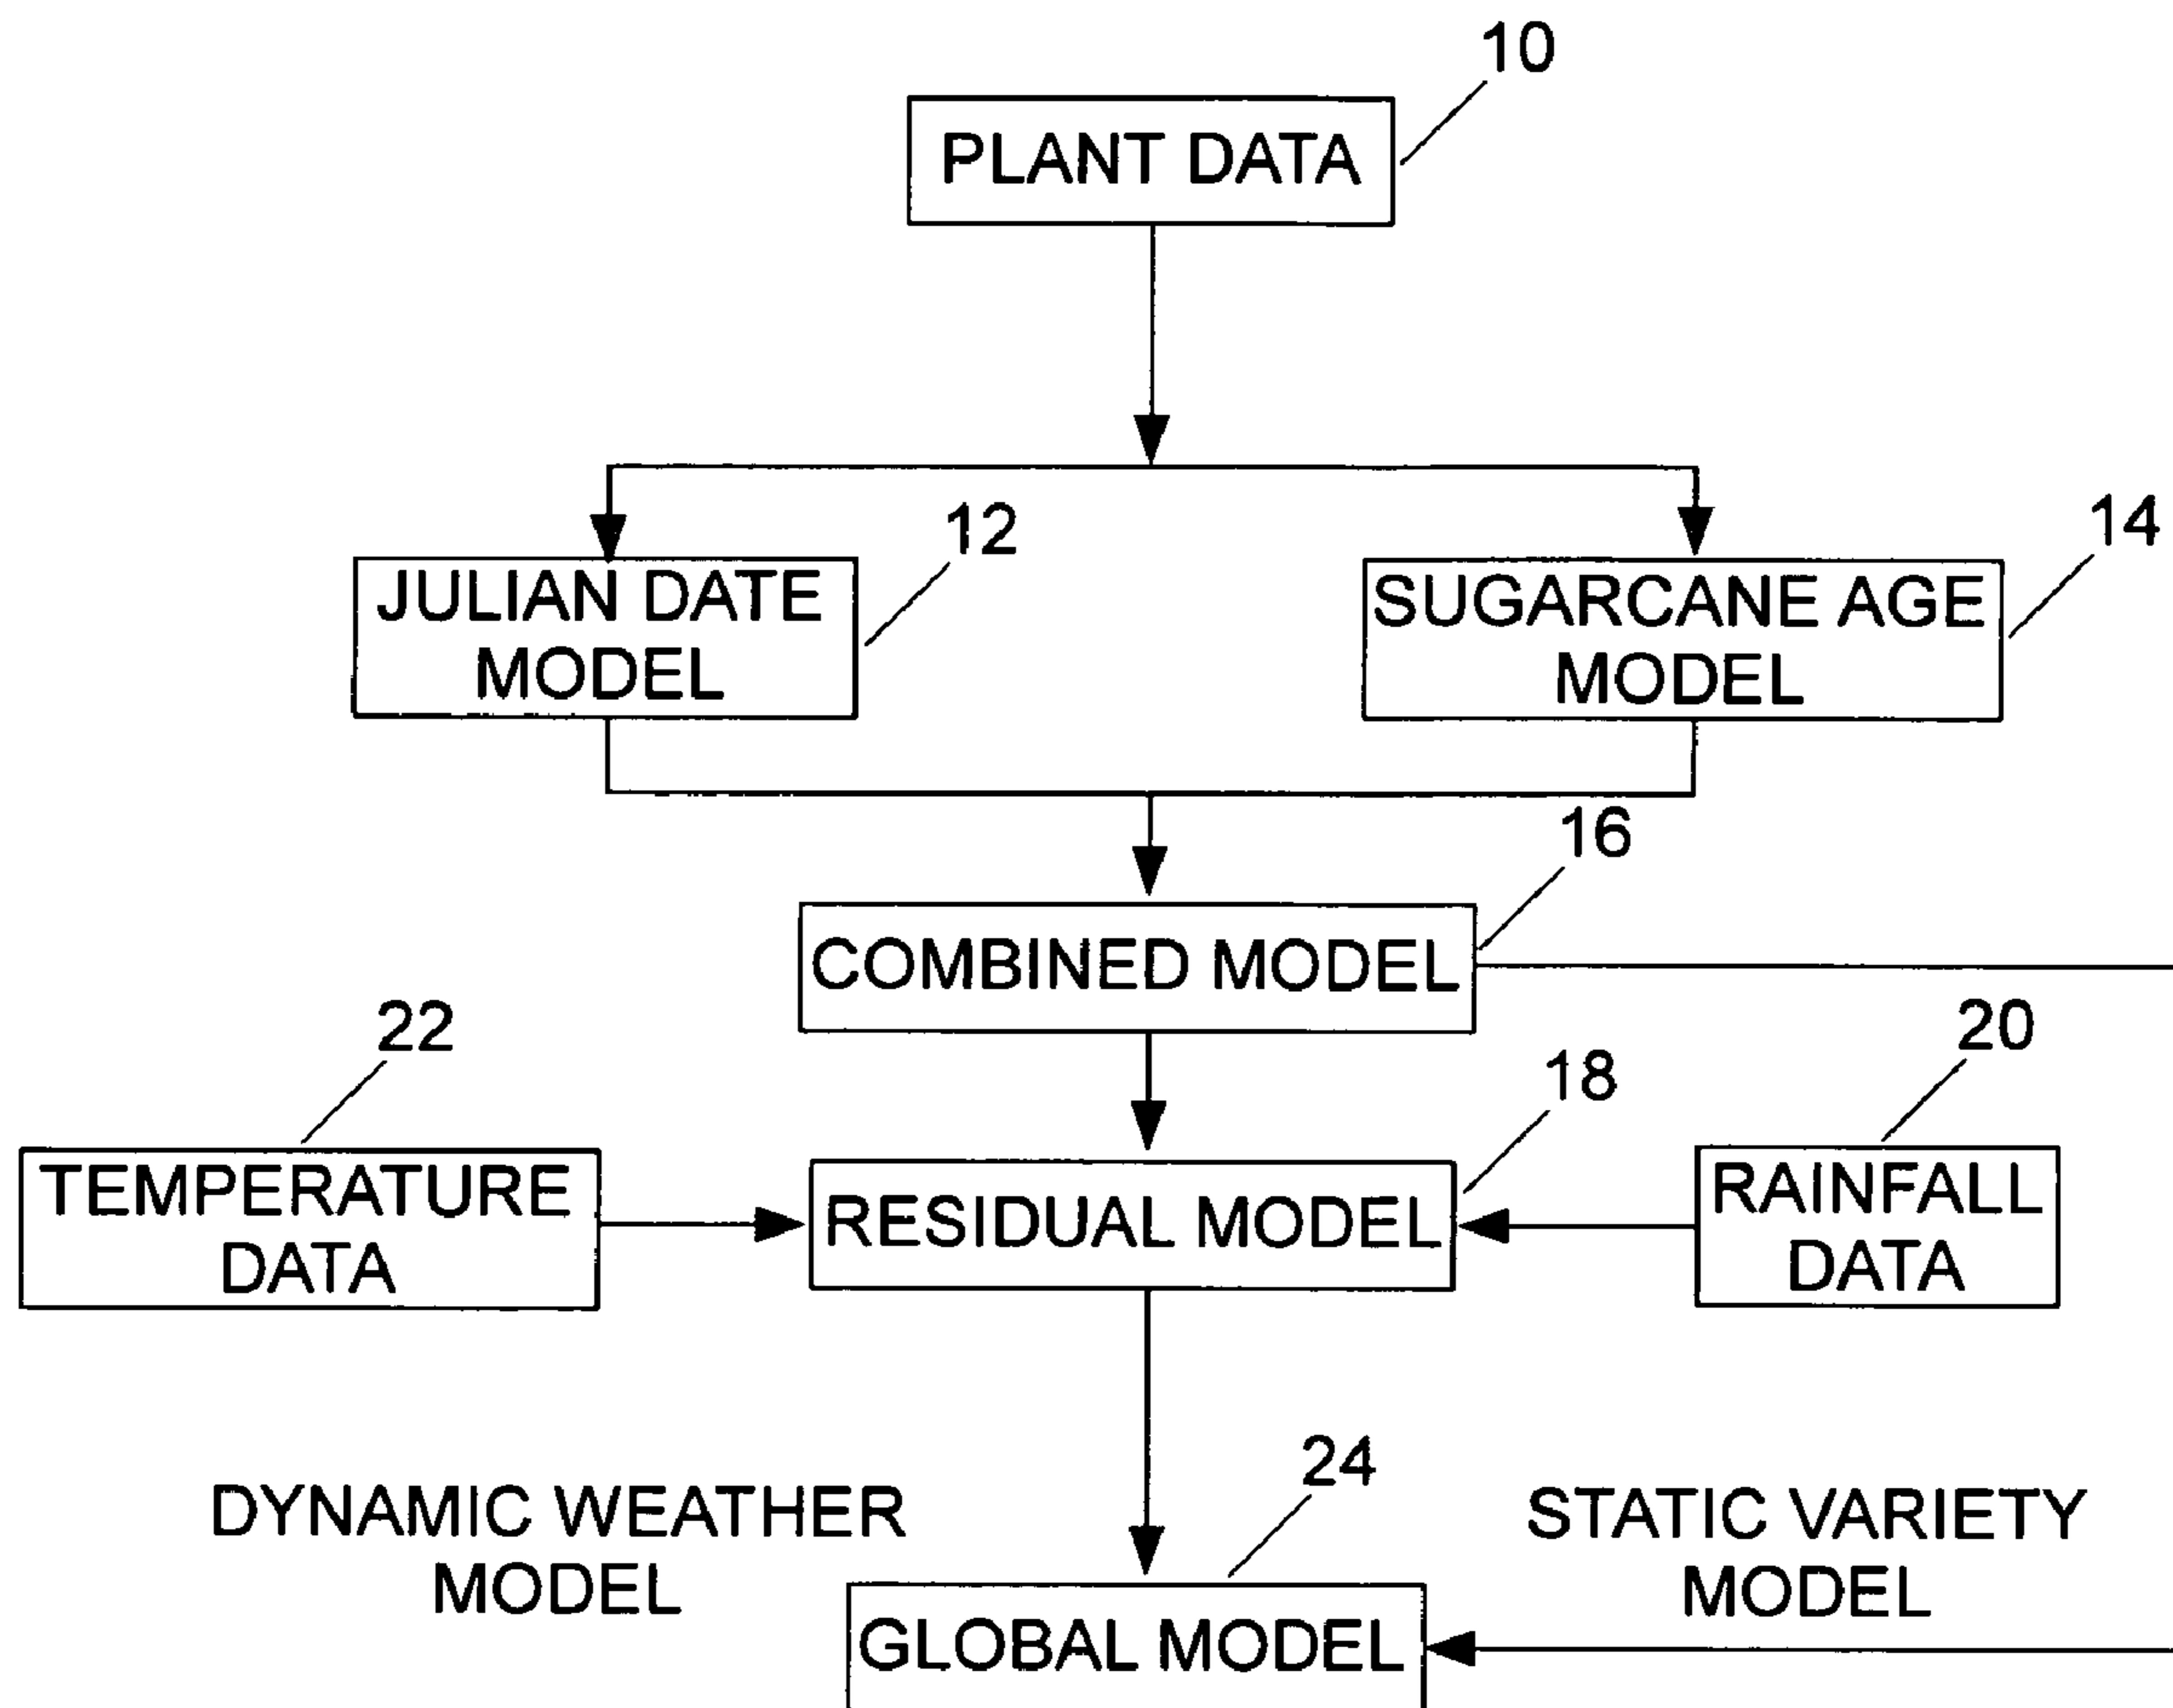 10
PLANT DATA
12
14
JULIAN DATE
MODEL
SUGARCANE AGE
MODEL
16
COMBINED MODEL
22
20
18
TEMPERATURE
DATA
RESIDUAL MODEL
RAINFALL
DATA
24
DYNAMIC WEATHER
MODEL
STATIC VARIETY
MODEL
GLOBAL MODEL